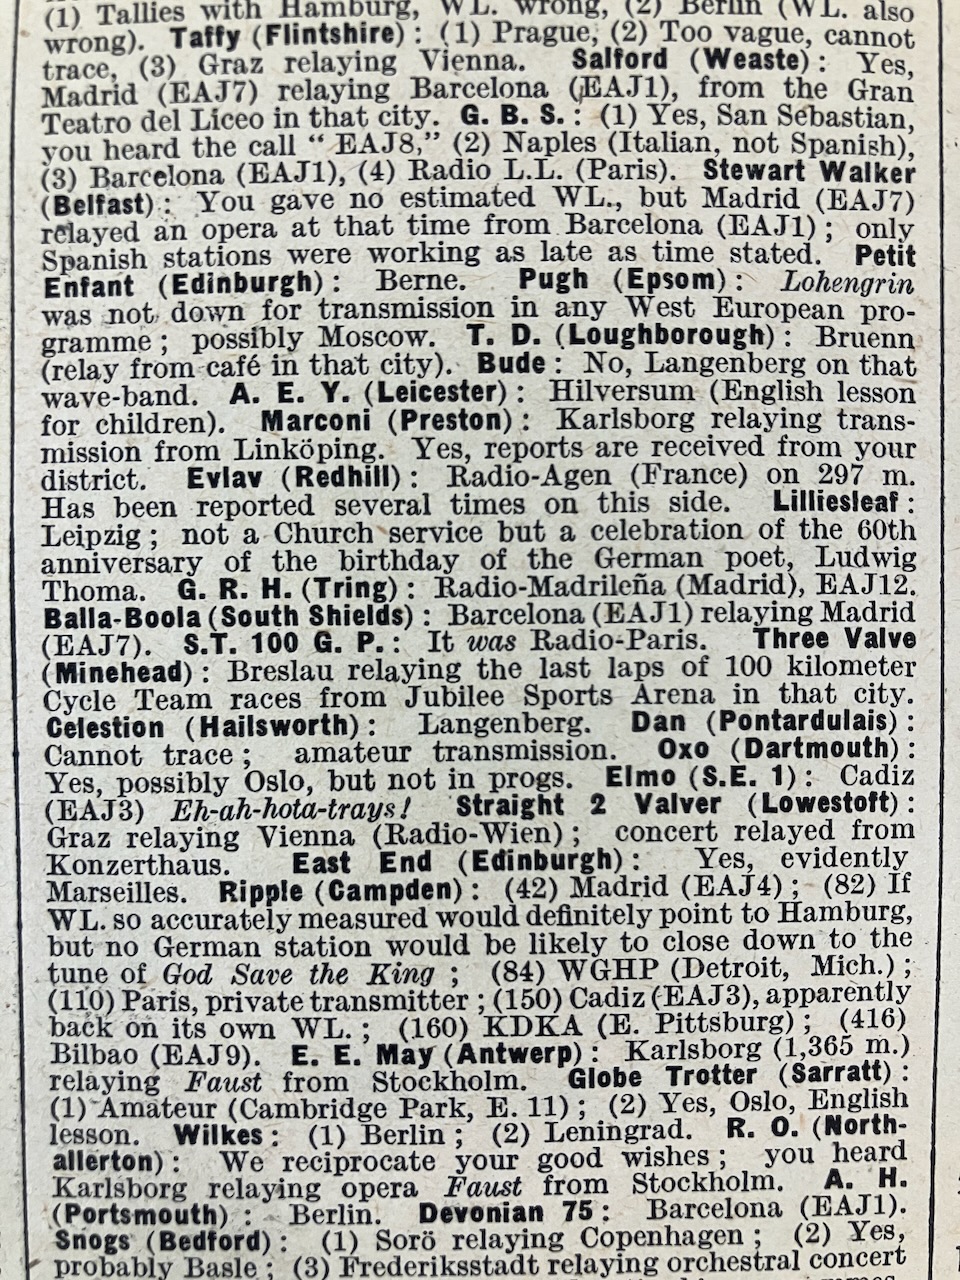 (1) Tallies with Hamburg, WL. wrong, (2) Berlin (WL. also
wrong). Taffy (Flintshire): (1) Prague, (2) Too vague, cannot
trace, (3) Graz relaying Vienna. Salford (Weaste): Yes,
Madrid (EAJ7) relaying Barcelona (EAJ1), from the Gran
Teatro del Liceo in that city. G. B. S.: (1) Yes, San Sebastian,
you heard the call “ EAJ8,” (2) Naples (Italian, not Spanish),
(3) Barcelona (EAJ1), (4) Radio L.L. (Paris). Stewart Walker
(Belfast): You gave no estimated WL., but Madrid (EAJ7)
relayed an opera at that time from Barcelona (EAJ1); only
Spanish stations were working as late as time stated. Petit
Enfant (Edinburgh): Berne. Pugh (Epsom): Lohengrin
was not down for transmission in any West European pro-
gramme; possibly Moscow. T. D. (Loughborough): Bruenn
(relay from café in that city). Bude: No, Langenberg on that
wave-band. A. E. Y. (Leicester): Hilversum (English lesson
for children). Marconi (Preston): Karlsborg relaying trans-
mission from Linköping. Yes, reports are received from your
district. Evlav (Redhill): Radio-Agen (France) on 297 m.
Has been reported several times on this side. Lilliesleaf:
Leipzig; not a Church service but a celebration of the 60th
anniversary of the birthday of the German poet, Ludwig
Thoma. G. R. H. (Tring): Radio-Madrileña (Madrid), EAJ12.
Balla-Boola (South Shields): Barcelona (EAJ1) relaying Madrid
(EAJ7). S.T. 100 G. P.: It was Radio-Paris. Three Valve
(Minehead): Breslau relaying the last laps of 100 kilometer
Cycle Team races from Jubilee Sports Arena in that city.
Celestion (Hailsworth): Langenberg. Dan (Pontardulais):
Cannot trace; amateur transmission. Oxo (Dartmouth):
Yes, possibly Oslo, but not in progs. Elmo (S.E. 1): Cadiz
(EAJ3) Eh-ah-hota-trays! Straight 2 Valver (Lowestoft):
Graz relaying Vienna (Radio-Wien); concert relayed from
Konzerthaus. East End (Edinburgh): Yes, evidently
Marseilles. Ripple (Campden): (42) Madrid (EAJ4); (82) If
WL. so accurately measured would definitely point to Hamburg,
but no German station would be likely to close down to the
tune of God Save the King; (84) WGHP (Detroit, Mich.);
(110) Paris, private transmitter; (150) Cadiz (EAJ3), apparently
back on its own WL.; (160) KDKA (E. Pittsburg); (416)
Bilbao (EAJ9). E. E. May (Antwerp): Karlsborg (1,365 m.)
relaying Faust from Stockholm. Globe Trotter (Sarratt):
(1) Amateur (Cambridge Park, E. 11); (2) Yes, Oslo, English
lesson. Wilkes: (1) Berlin; (2) Leningrad. R. O. (North-
allerton): We reciprocate your good wishes; you heard
Karlsborg relaying opera Faust from Stockholm. A. H.
(Portsmouth): Berlin. Devonian 75: Barcelona (EAJ1).
Snogs (Bedford): (1) Sorö relaying Copenhagen; (2) Yes,
probably Basle; (3) Frederiksstadt relaying orchestral concert